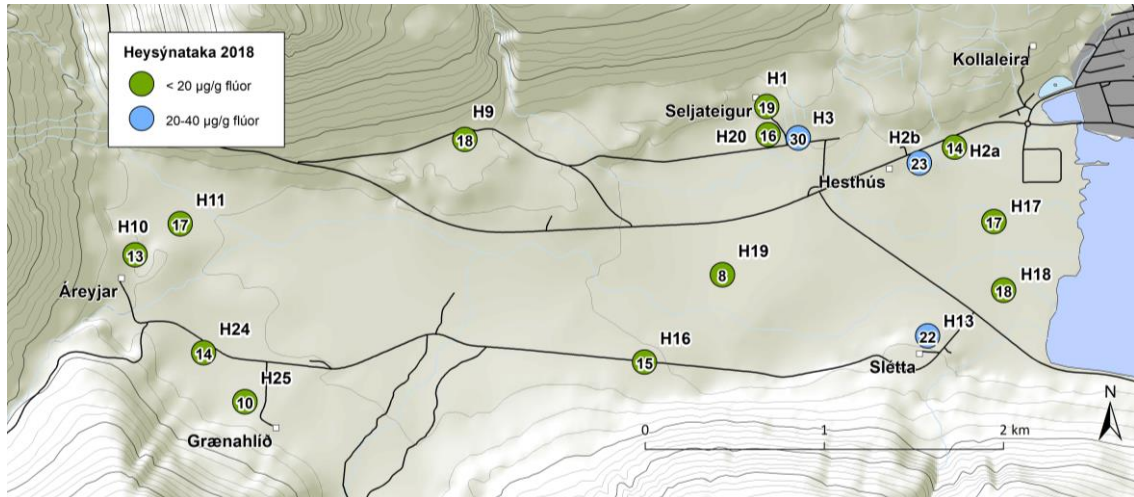 Heysýnataka 2018
< 20 µg/g flúor
20-40 µg/g flúor
Kollaleira
H1
19
Seljateigur
H9
18
H20
16
H3
30
H2b
23
H2a
14
Hesthús
H11
17
H10
13
H17
17
Áreyjar
H19
8
H18
18
H24
14
H16
15
H13
22
Slétta
H25
10
Grænahlíð
N
0 1 2 km